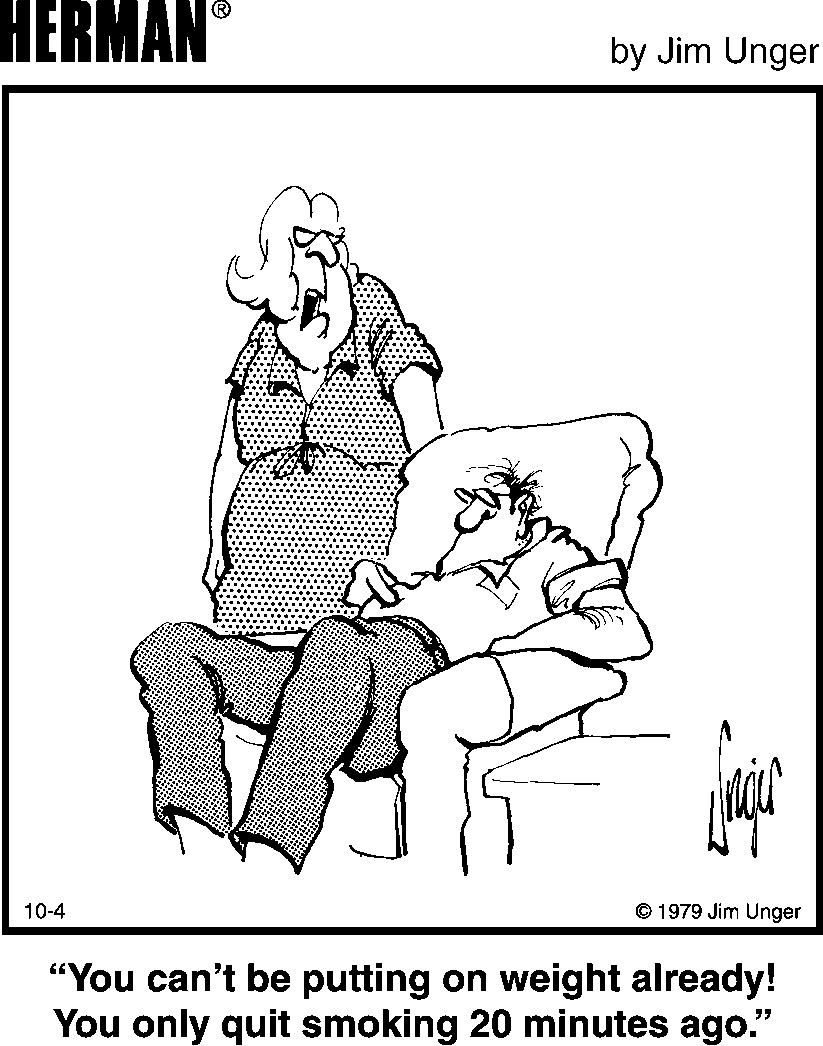 HERMAN®
by Jim Unger
Unger
10-4
© 1979 Jim Unger
“You can’t be putting on weight already!
You only quit smoking 20 minutes ago.”